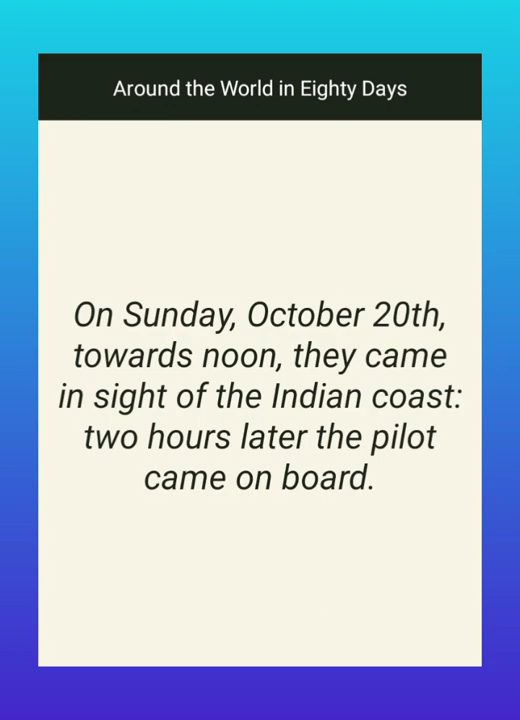 Around the World in Eighty Days
On Sunday, October 20th,
towards noon, they came
in sight of the Indian coast:
two hours later the pilot
came on board.